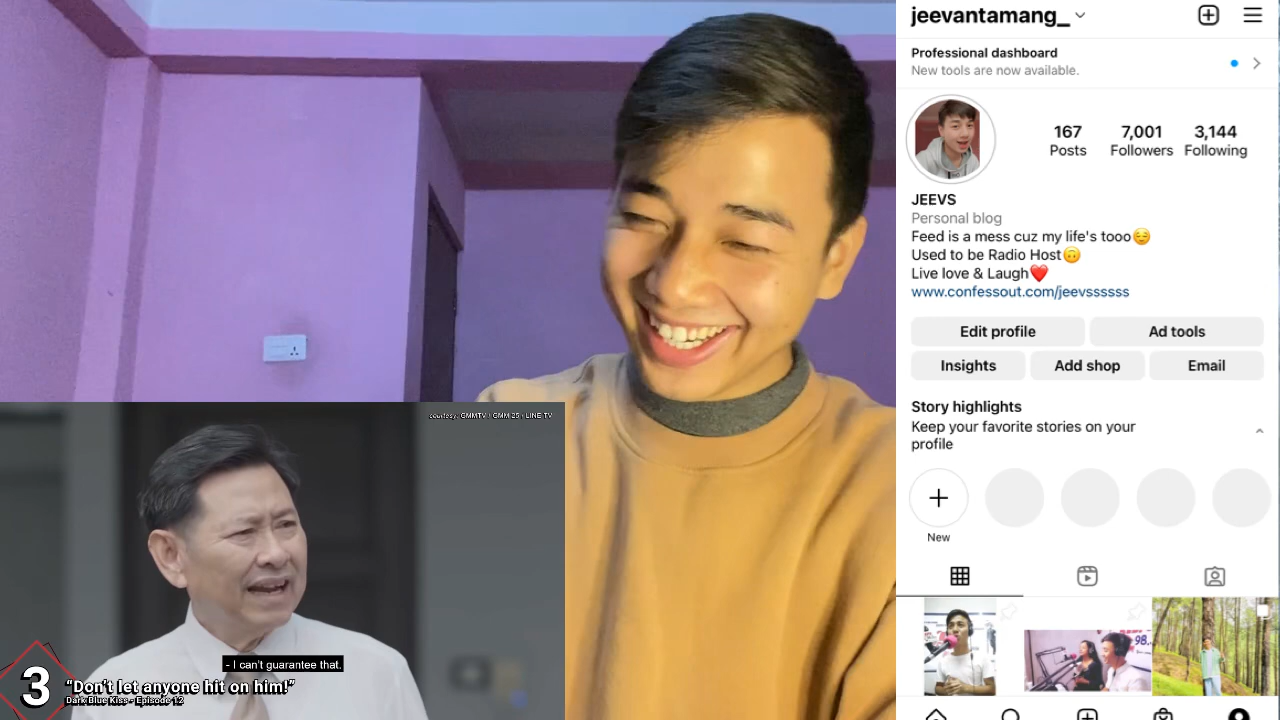 jeevantamang_
Professional dashboard
New tools are now available.
167
Posts
7,001
Followers
3,144
Following
JEEVS
Personal blog
Feed is a mess cuz my life's tooo😌
Used to be Radio Host🙃
Live love & Laugh❤️
www.confessout.com/jeevssssss
Edit profile
Ad tools
Insights
Add shop
Email
Story highlights
Keep your favorite stories on your
profile
New
98.
courtesy: GMMTV | GMM 25 • LINE TV
- I can't guarantee that.
3
“Don't let anyone hit on him!”
Dark Blue Kiss - Episode 12